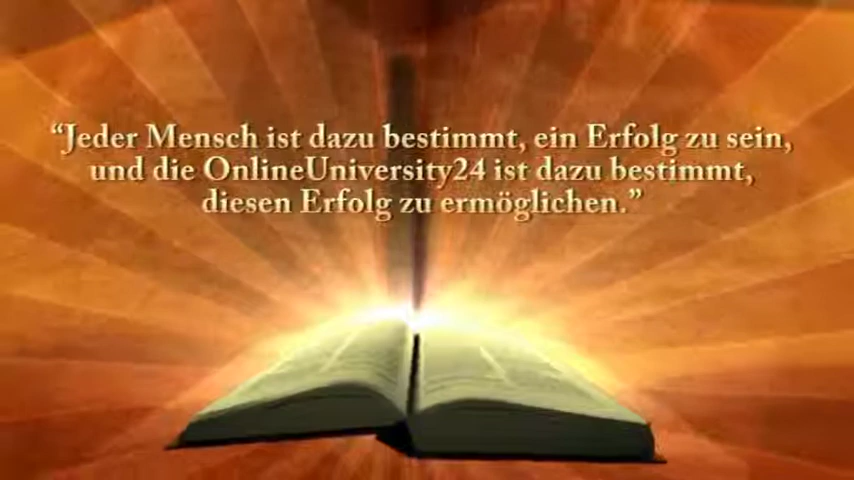 “Jeder Mensch ist dazu bestimmt, ein Erfolg zu sein,
und die OnlineUniversity24 ist dazu bestimmt,
diesen Erfolg zu ermöglichen.”